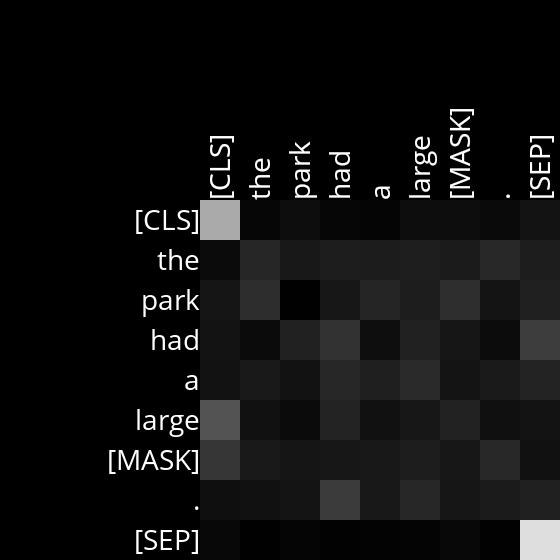 [CLS] the park had a large [MASK] . [SEP]
[CLS]
the
park
had
a
large
[MASK]
.
[SEP]